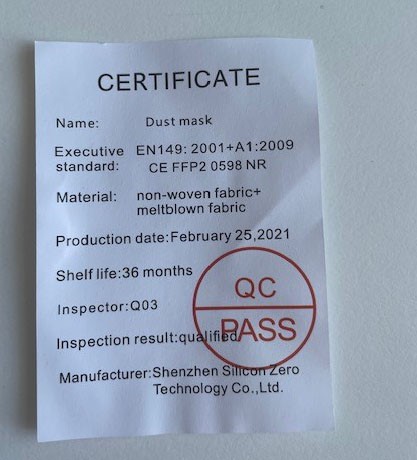 CERTIFICATE
Name: Dust mask
Executive EN149: 2001+A1:2009
standard: CE FFP2 0598 NR
Material: non-woven fabric+
meltblown fabric
Production date:February 25,2021
Shelf life:36 months
QC
Inspector:Q03
PASS
Inspection result:qualified
Manufacturer:Shenzhen Silicon Zero
Technology Co.,Ltd.